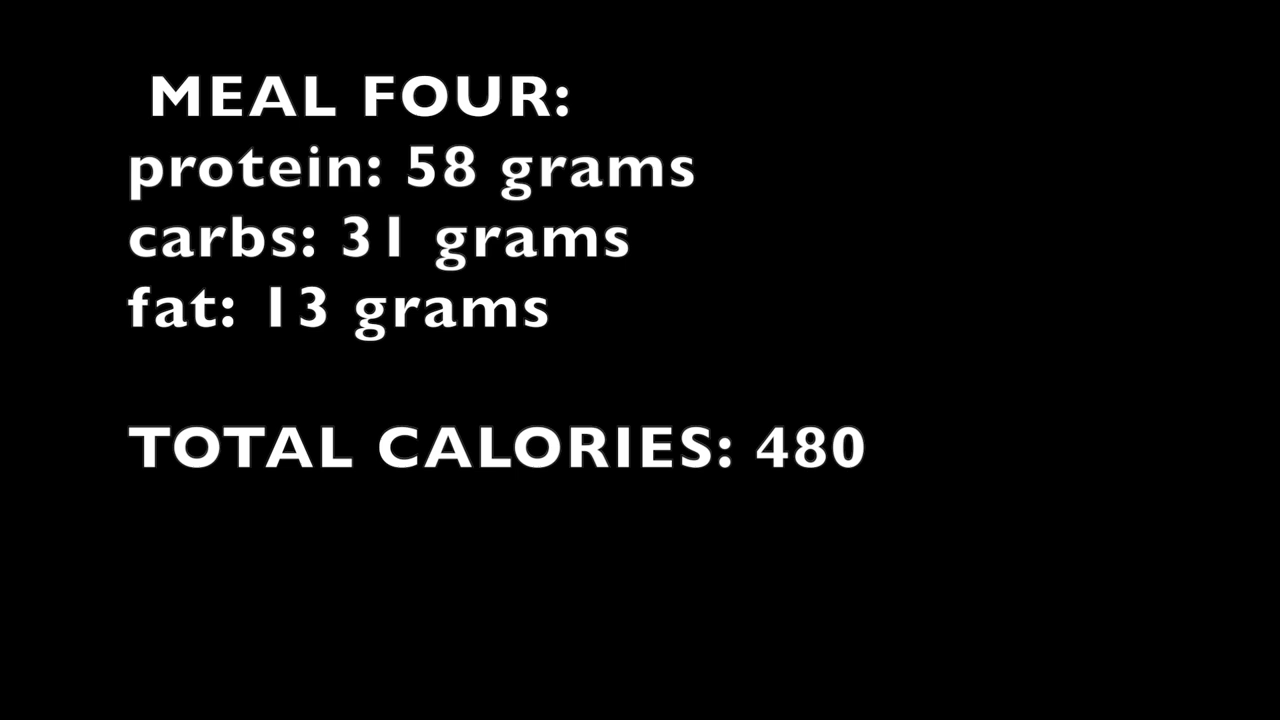 MEAL FOUR:
protein: 58 grams
carbs: 31 grams
fat: 13 grams
TOTAL CALORIES: 480